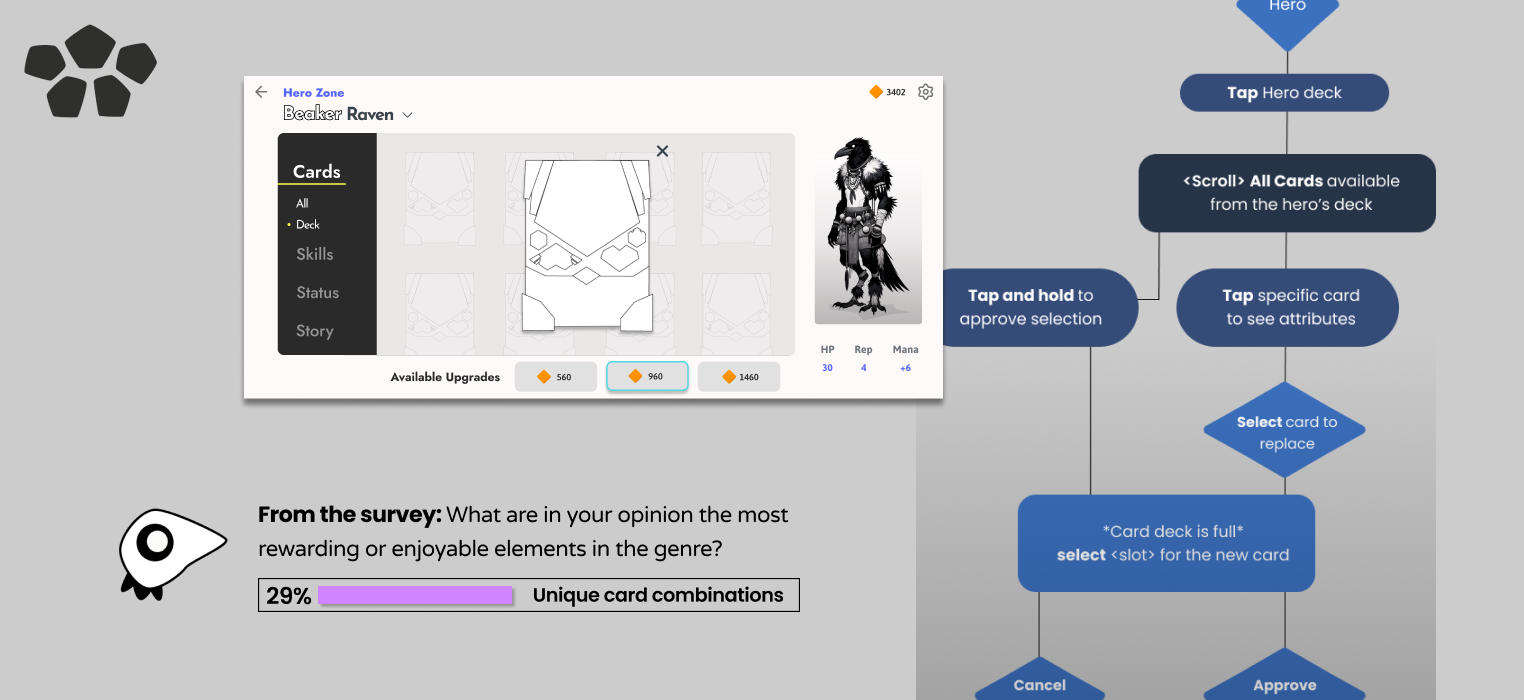 Hero Zone
Beaker Raven
3402
Cards
All
Deck
Skills
Status
Story
HP Rep Mana
30 4 +6
Available Upgrades 560 960 1460
From the survey: What are in your opinion the most
rewarding or enjoyable elements in the genre?
29% Unique card combinations
Hero
Tap Hero deck
<Scroll> All Cards available
from the hero's deck
Tap and hold to
approve selection
Tap specific card
to see attributes
Select card to
replace
*Card deck is full*
select <slot> for the new card
Cancel
Approve